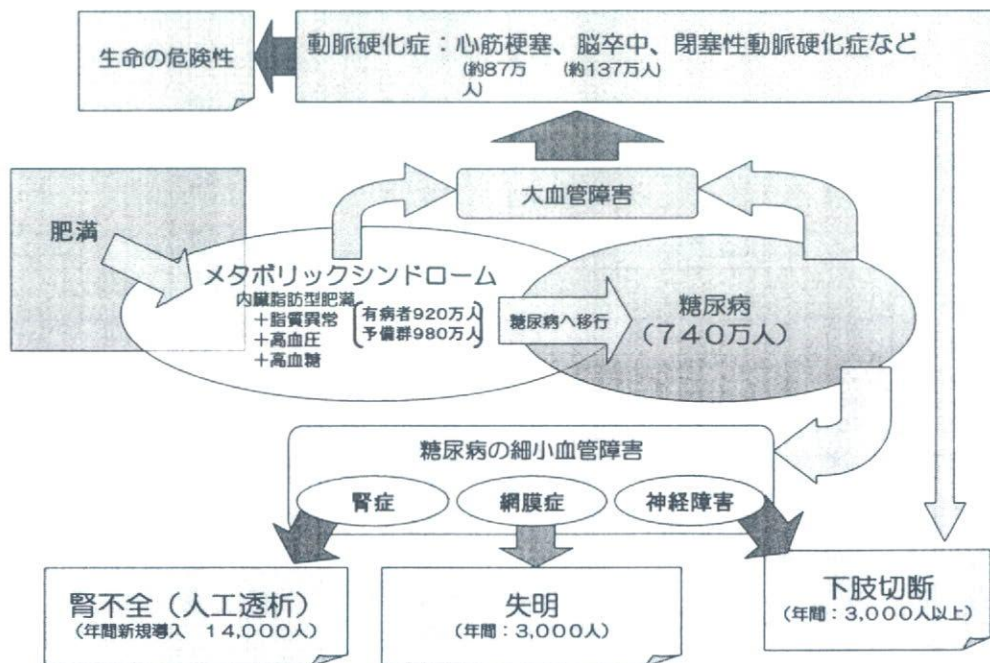 生命の危険性
動脈硬化症：心筋梗塞、脳卒中、閉塞性動脈硬化症など
(約87万人) (約137万人)
大血管障害
肥満
メタボリックシンドローム
内臓脂肪型肥満
＋脂質異常
＋高血圧
＋高血糖
有病者920万人
予備群980万人
糖尿病へ移行
糖尿病
（740万人）
糖尿病の細小血管障害
腎症
網膜症
神経障害
腎不全（人工透析）
（年間新規導入　14,000人）
失明
（年間：3,000人）
下肢切断
（年間：3,000人以上）